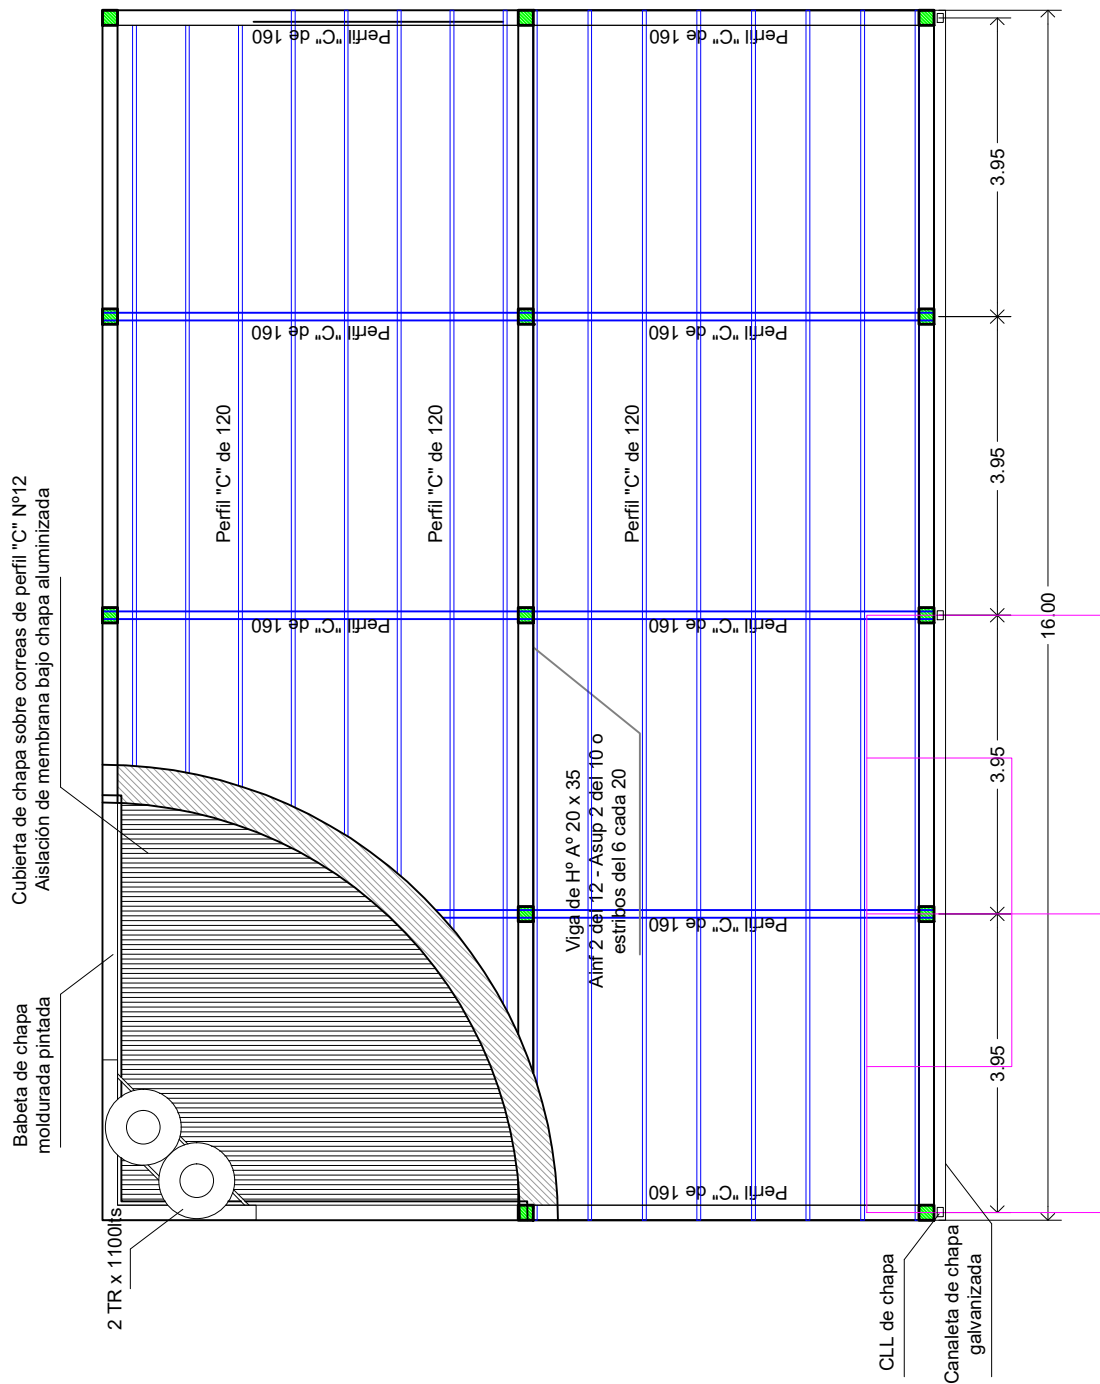 Cubierta de chapa sobre correas de perfil "C" Nº12
Aislación de membrana bajo chapa aluminizada
Babeta de chapa
moldurada pintada
2 TR x 1100lts
Perfil "C" de 160
Perfil "C" de 160
Perfil "C" de 160
Perfil "C" de 160
Perfil "C" de 120
Perfil "C" de 120
Perfil "C" de 120
Perfil "C" de 160
Perfil "C" de 160
Viga de Hº Aº 20 x 35
Ainf 2 del 12 - Asup 2 del 10 o
estribos del 6 cada 20
Perfil "C" de 160
Perfil "C" de 160
3.95
3.95
3.95
3.95
16.00
CLL de chapa
Canaleta de chapa
galvanizada